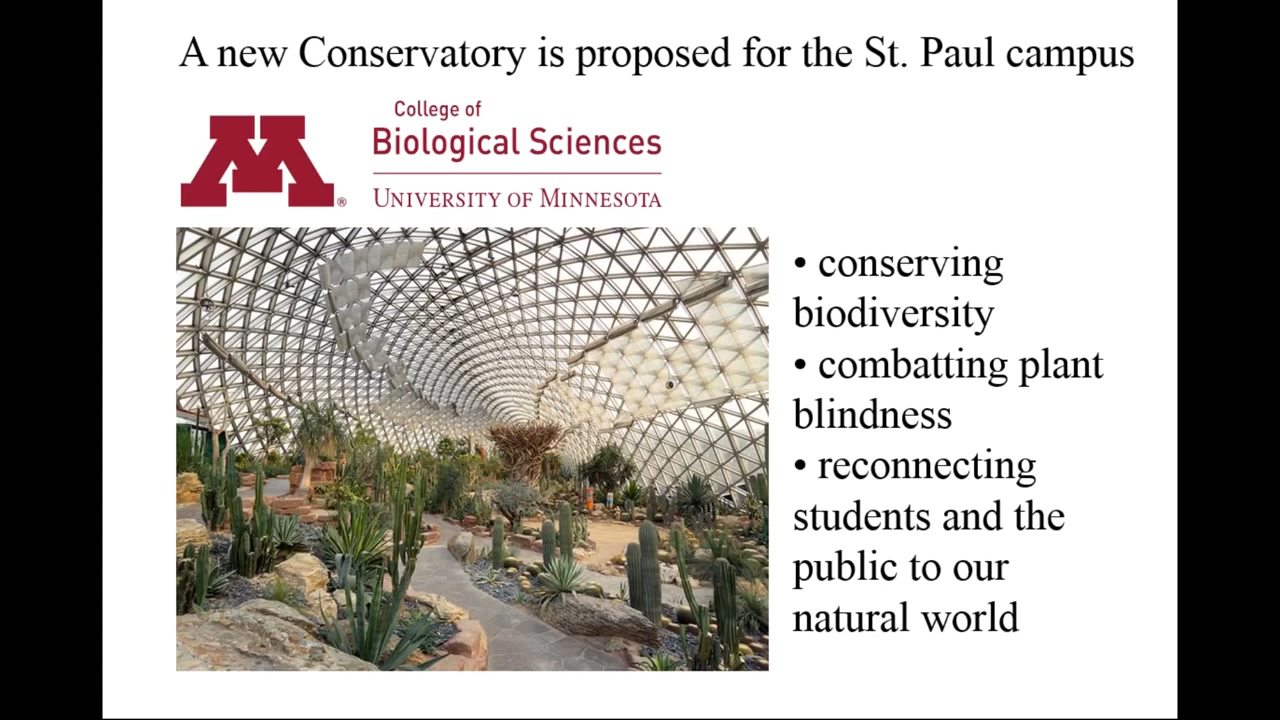 A new Conservatory is proposed for the St. Paul campus
M®
College of
Biological Sciences
UNIVERSITY OF MINNESOTA
• conserving
biodiversity
• combatting plant
blindness
• reconnecting
students and the
public to our
natural world